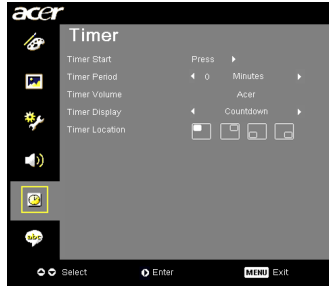 acer
Timer
Timer Start Press
Timer Period 0 Minutes
Timer Volume Acer
Timer Display Countdown
Timer Location
abc
Select Enter MENU Exit